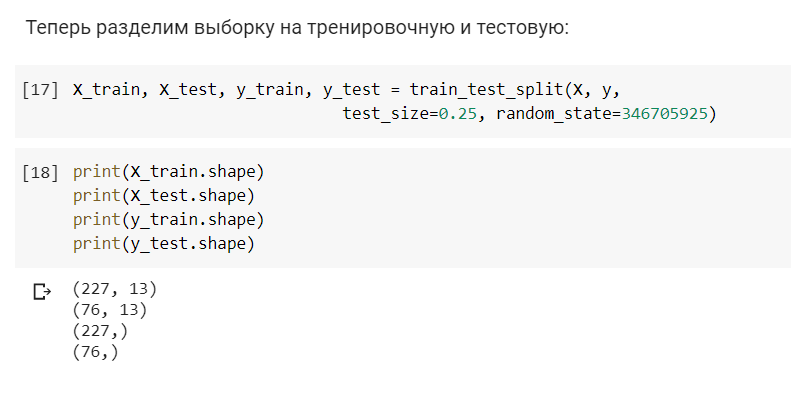 Теперь разделим выборку на тренировочную и тестовую:
[17] X_train, X_test, y_train, y_test = train_test_split(X, y,
test_size=0.25, random_state=346705925)
[18] print(X_train.shape)
print(X_test.shape)
print(y_train.shape)
print(y_test.shape)
(227, 13)
(76, 13)
(227,)
(76,)